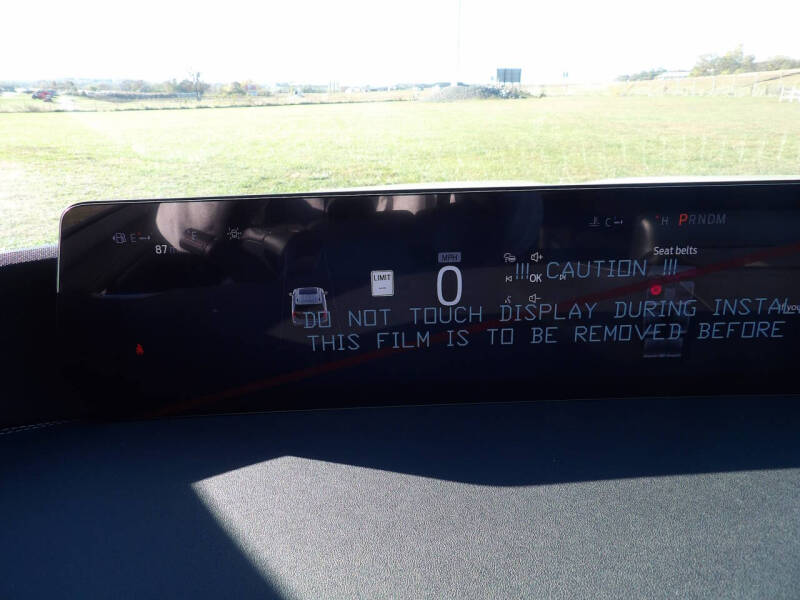 E
E
C
H
PRNDM
87
MPH
Seat belts
LIMIT
--
0
OK
!!! CAUTION !!!
DO NOT TOUCH DISPLAY DURING INSTAL
THIS FILM IS TO BE REMOVED BEFORE